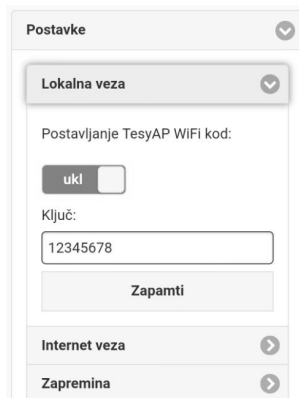 Postavke
Lokalna veza
Postavljanje TesyAP WiFi kod:
ukl
Ključ:
12345678
Zapamti
Internet veza
Zapremina